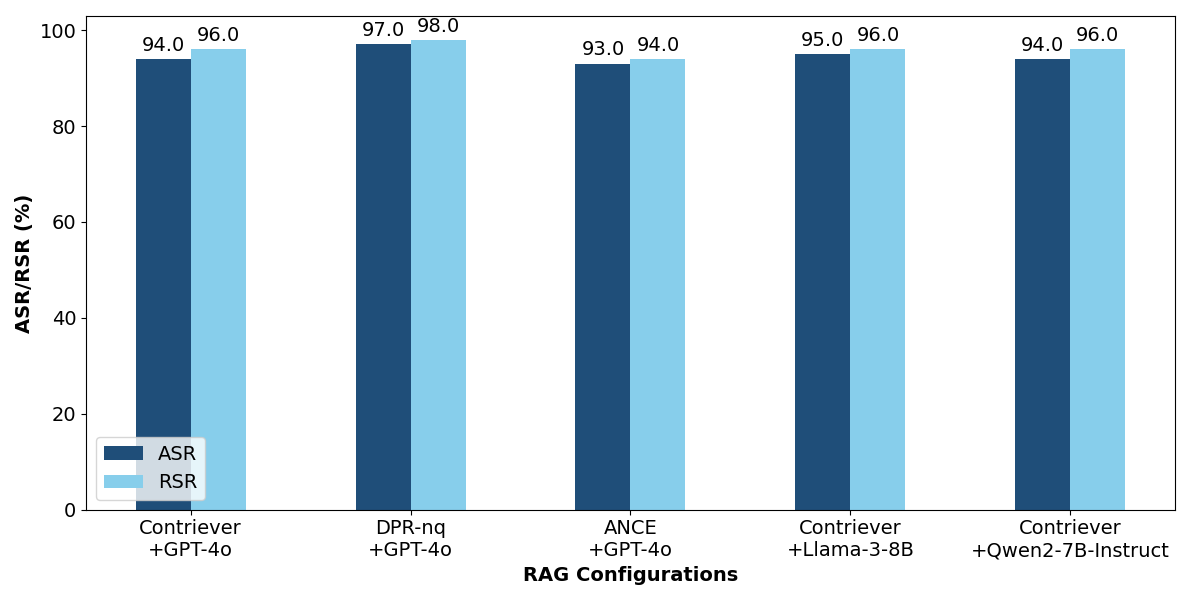 94.0 96.0 97.0 98.0 93.0 94.0 95.0 96.0 94.0 96.0
100
80
60
40
20
0
ASR/RSR (%)
ASR
RSR
Contriever
+GPT-4o
DPR-nq
+GPT-4o
ANCE
+GPT-4o
Contriever
+Llama-3-8B
Contriever
+Qwen2-7B-Instruct
RAG Configurations